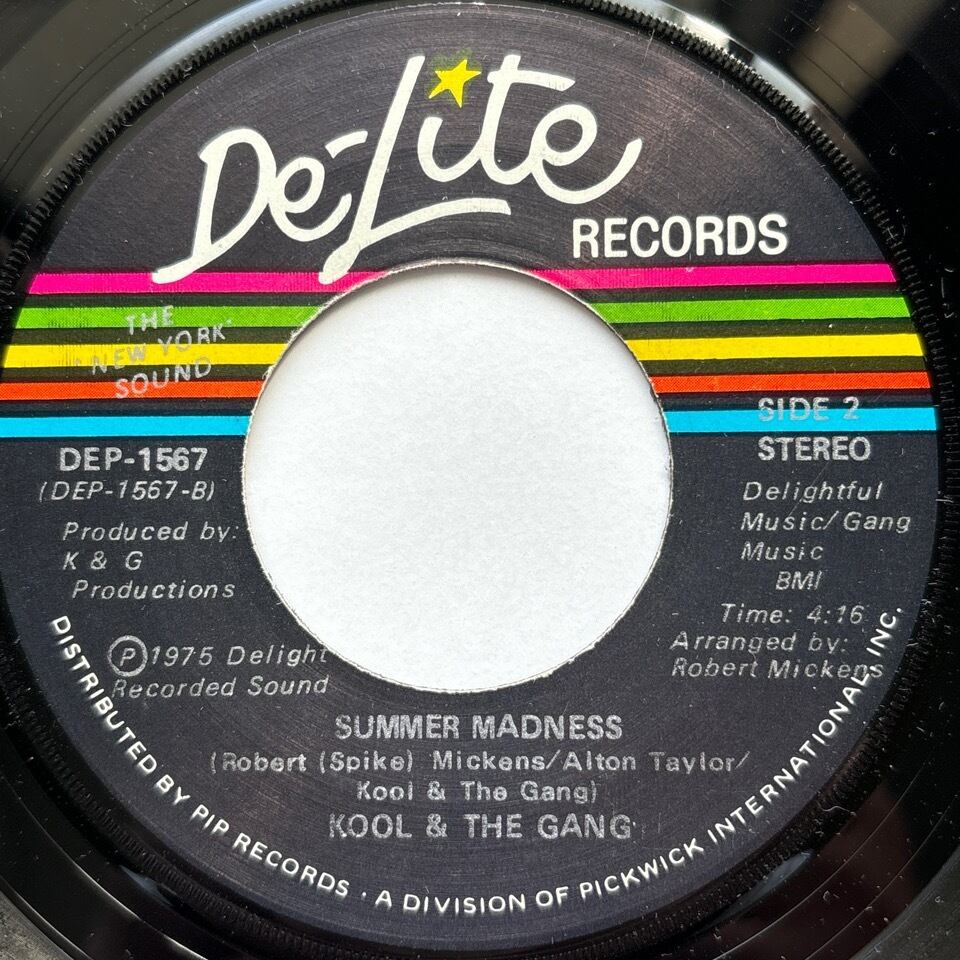 De-Lite
RECORDS
THE
"NEW YORK"
SOUND
SIDE 2
STEREO
DEP-1567
(DEP-1567-B)
Produced by:
K & G
Productions
Delightful
Music/Gang
Music
BMI
Time: 4:16
Arranged by:
Robert Mickens
Ⓟ1975 Delight
Recorded Sound
SUMMER MADNESS
(Robert (Spike) Mickens/Alton Taylor/
Kool & The Gang)
KOOL & THE GANG
DISTRIBUTED BY PIP RECORDS · A DIVISION OF PICKWICK INTERNATIONAL, INC.